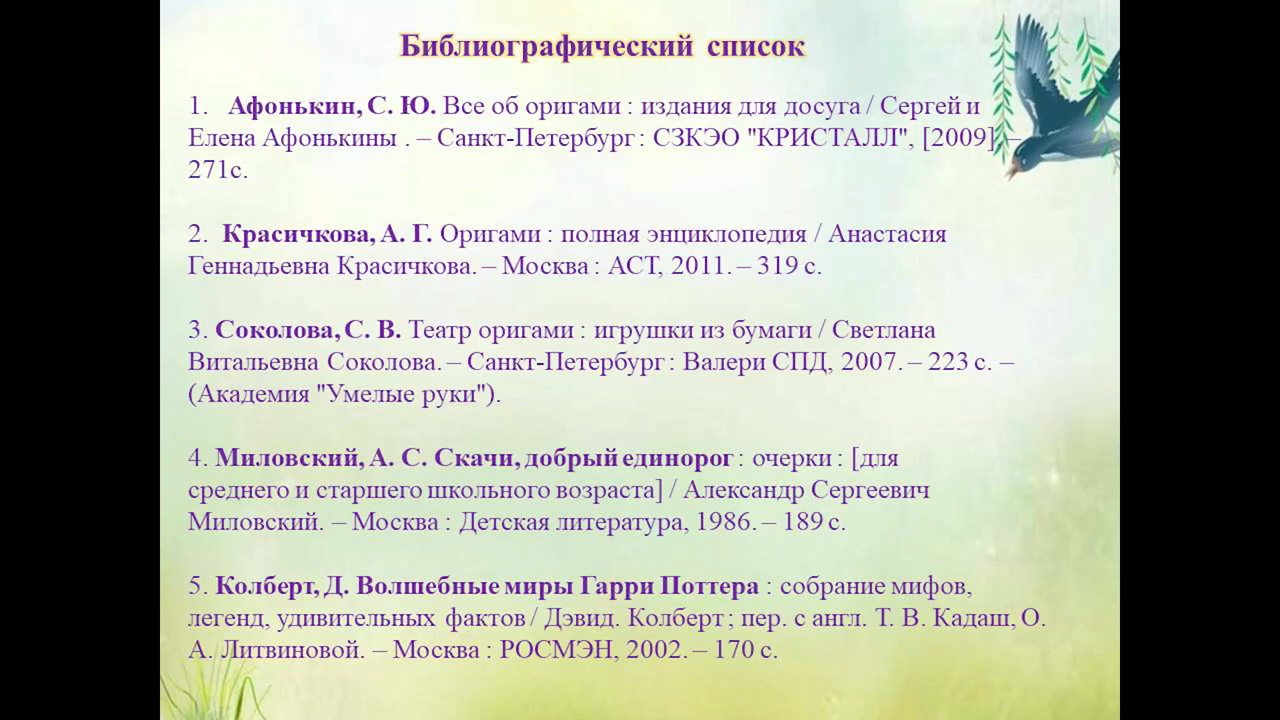 Библиографический список
1. Афонькин, С. Ю. Все об оригами : издания для досуга / Сергей и
Елена Афонькины . – Санкт-Петербург : СЗКЭО "КРИСТАЛЛ", [2009]. –
271с.
2. Красичкова, А. Г. Оригами : полная энциклопедия / Анастасия
Геннадьевна Красичкова. – Москва : АСТ, 2011. – 319 с.
3. Соколова, С. В. Театр оригами : игрушки из бумаги / Светлана
Витальевна Соколова. – Санкт-Петербург : Валери СПД, 2007. – 223 с. –
(Академия "Умелые руки").
4. Миловский, А. С. Скачи, добрый единорог : очерки : [для
среднего и старшего школьного возраста] / Александр Сергеевич
Миловский. – Москва : Детская литература, 1986. – 189 с.
5. Колберт, Д. Волшебные миры Гарри Поттера : собрание мифов,
легенд, удивительных фактов / Дэвид. Колберт ; пер. с англ. Т. В. Кадаш, О.
А. Литвиновой. – Москва : РОСМЭН, 2002. – 170 с.